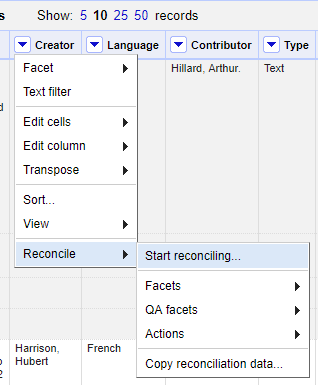 s Show: 5 10 25 50 records
Creator Language Contributor Type
Facet
Hillard, Arthur. Text
Text filter
d
Edit cells
Edit column
Transpose
Sort...
View
Reconcile
Start reconciling...
Facets
QA facets
Actions
Copy reconciliation data...
Harrison, French
Hubert
o
2